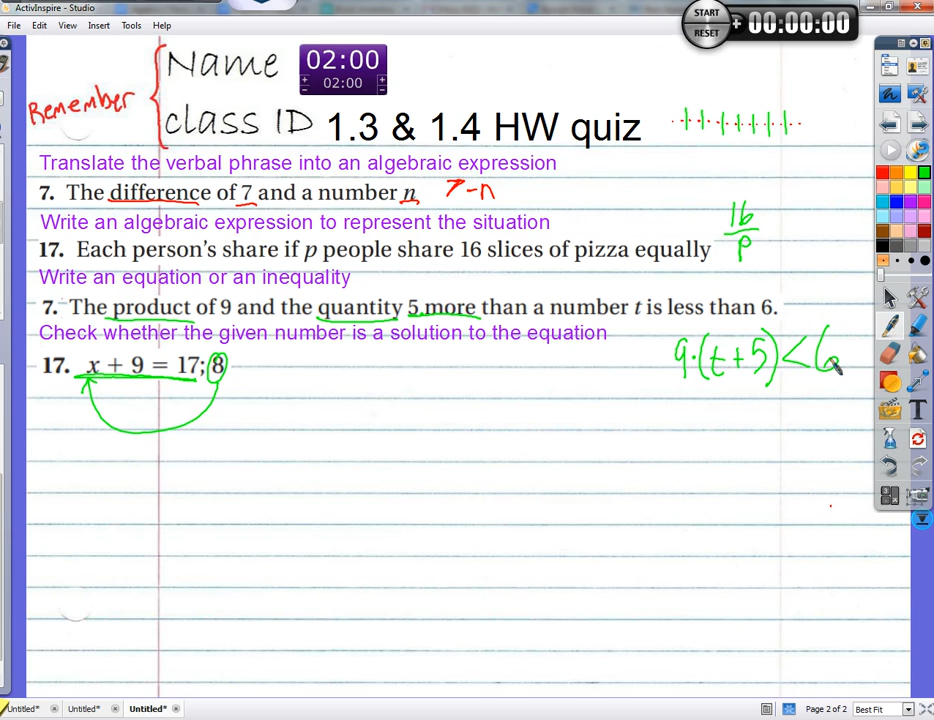 ActivInspire - Studio
File Edit View Insert Tools Help
START
RESET
00:00:00
Remember
Name
02:00
02:00
class ID
1.3 & 1.4 HW quiz
Translate the verbal phrase into an algebraic expression
7. The difference of 7 and a number n 7-n
Write an algebraic expression to represent the situation
17. Each person's share if p people share 16 slices of pizza equally
16
p
Write an equation or an inequality
7. The product of 9 and the quantity 5 more than a number t is less than 6.
Check whether the given number is a solution to the equation
17. x + 9 = 17; 8
9·(t+5)<6
Untitled* Untitled* Untitled*
Page 2 of 2 Best Fit